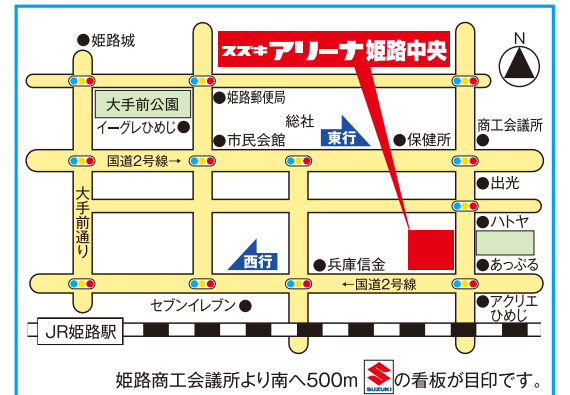 姫路城
スズキアリーナ姫路中央
N
大手前公園
姫路郵便局
イーグレひめじ
市民会館
総社
東行
保健所
商工会議所
国道2号線→
出光
大手前通り
ハトヤ
西行
兵庫信金
あっぷる
←国道2号線
セブンイレブン
アクリエ
ひめじ
JR姫路駅
姫路商工会議所より南へ500m SUZUKI の看板が目印です。